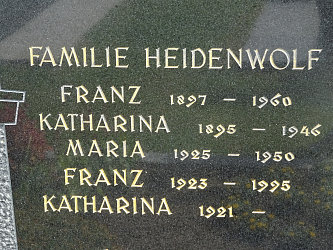 FAMILIE HEIDENWOLF
FRANZ 1897 – 1960
KATHARINA 1895 – 1946
MARIA 1925 – 1950
FRANZ 1923 – 1995
KATHARINA 1921 –